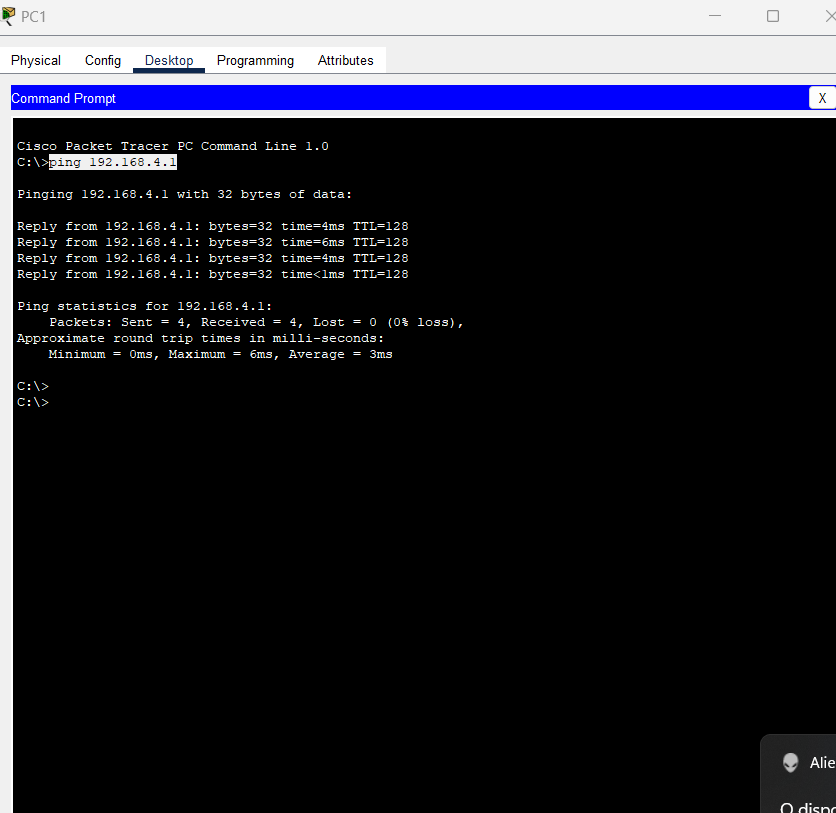 PC1
Physical Config Desktop Programming Attributes
Command Prompt X
Cisco Packet Tracer PC Command Line 1.0
C:\>ping 192.168.4.1
Pinging 192.168.4.1 with 32 bytes of data:
Reply from 192.168.4.1: bytes=32 time=4ms TTL=128
Reply from 192.168.4.1: bytes=32 time=6ms TTL=128
Reply from 192.168.4.1: bytes=32 time=4ms TTL=128
Reply from 192.168.4.1: bytes=32 time<1ms TTL=128
Ping statistics for 192.168.4.1:
Packets: Sent = 4, Received = 4, Lost = 0 (0% loss),
Approximate round trip times in milli-seconds:
Minimum = 0ms, Maximum = 6ms, Average = 3ms
C:\>
C:\>
Alie
O dispo